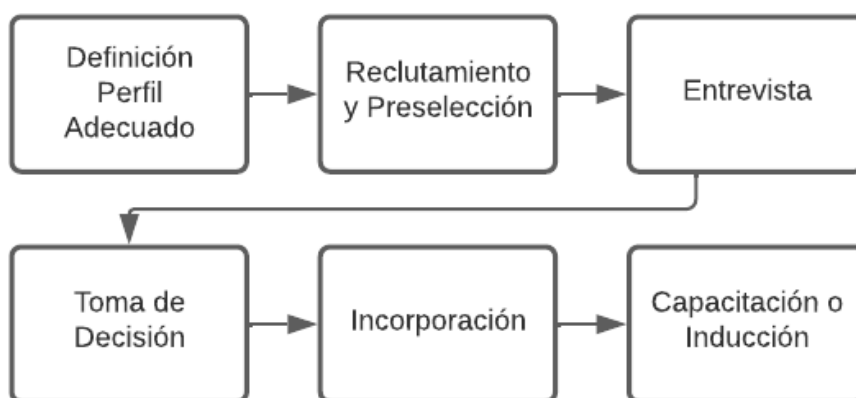 Definición
Perfil
Adecuado
Reclutamiento
y Preselección
Entrevista
Toma de
Decisión
Incorporación
Capacitación o
Inducción